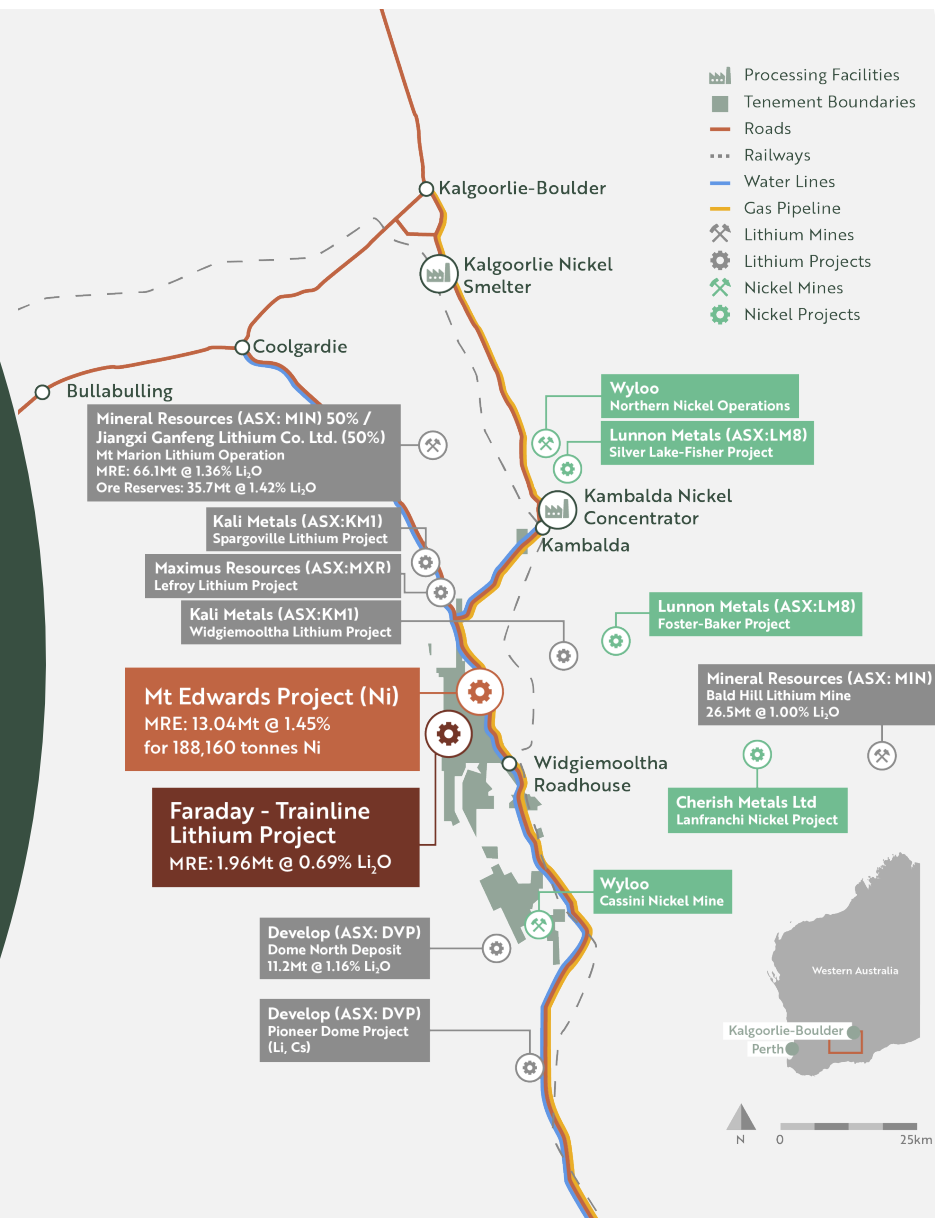 Processing Facilities
Tenement Boundaries
Roads
Railways
Water Lines
Gas Pipeline
Lithium Mines
Lithium Projects
Nickel Mines
Nickel Projects
Kalgoorlie-Boulder
Kalgoorlie Nickel
Smelter
Coolgardie
Bullabulling
Wyloo
Northern Nickel Operations
Mineral Resources (ASX: MIN) 50% /
Jiangxi Ganfeng Lithium Co. Ltd. (50%)
Mt Marion Lithium Operation
MRE: 66.1Mt @ 1.36% Li₂O
Ore Reserves: 35.7Mt @ 1.42% Li₂O
Lunnon Metals (ASX:LM8)
Silver Lake-Fisher Project
Kambalda Nickel
Concentrator
Kambalda
Kali Metals (ASX:KM1)
Spargoville Lithium Project
Maximus Resources (ASX:MXR)
Lefroy Lithium Project
Kali Metals (ASX:KM1)
Widgiemooltha Lithium Project
Lunnon Metals (ASX:LM8)
Foster-Baker Project
Mineral Resources (ASX: MIN)
Bald Hill Lithium Mine
26.5Mt @ 1.00% Li₂O
Mt Edwards Project (Ni)
MRE: 13.04Mt @ 1.45%
for 188,160 tonnes Ni
Widgiemooltha
Roadhouse
Faraday - Trainline
Lithium Project
MRE: 1.96Mt @ 0.69% Li₂O
Cherish Metals Ltd
Lanfranchi Nickel Project
Wyloo
Cassini Nickel Mine
Develop (ASX: DVP)
Dome North Deposit
11.2Mt @ 1.16% Li₂O
Develop (ASX: DVP)
Pioneer Dome Project
(Li, Cs)
Western Australia
Kalgoorlie-Boulder
Perth
N
0
25km